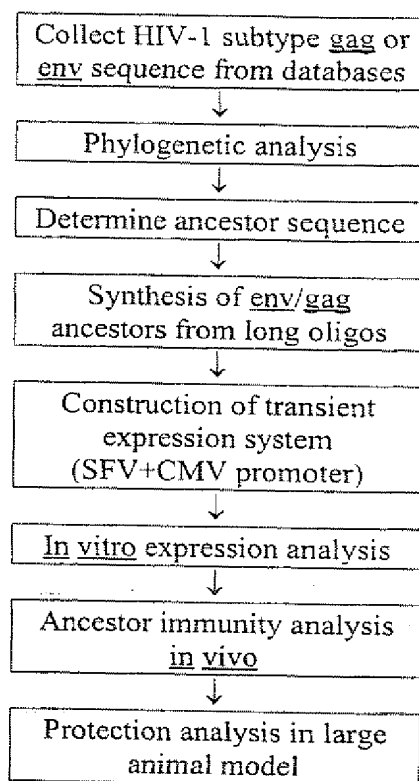 Collect HIV-1 subtype gag or
env sequence from databases
↓
Phylogenetic analysis
↓
Determine ancestor sequence
↓
Synthesis of env/gag
ancestors from long oligos
↓
Construction of transient
expression system
(SFV+CMV promoter)
↓
In vitro expression analysis
↓
Ancestor immunity analysis
in vivo
↓
Protection analysis in large
animal model